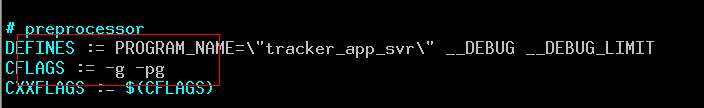 # preprocessor
DEFINES := PROGRAM_NAME=\"tracker_app_svr\" __DEBUG __DEBUG_LIMIT
CFLAGS := -g -pg
CXXFLAGS := $(CFLAGS)